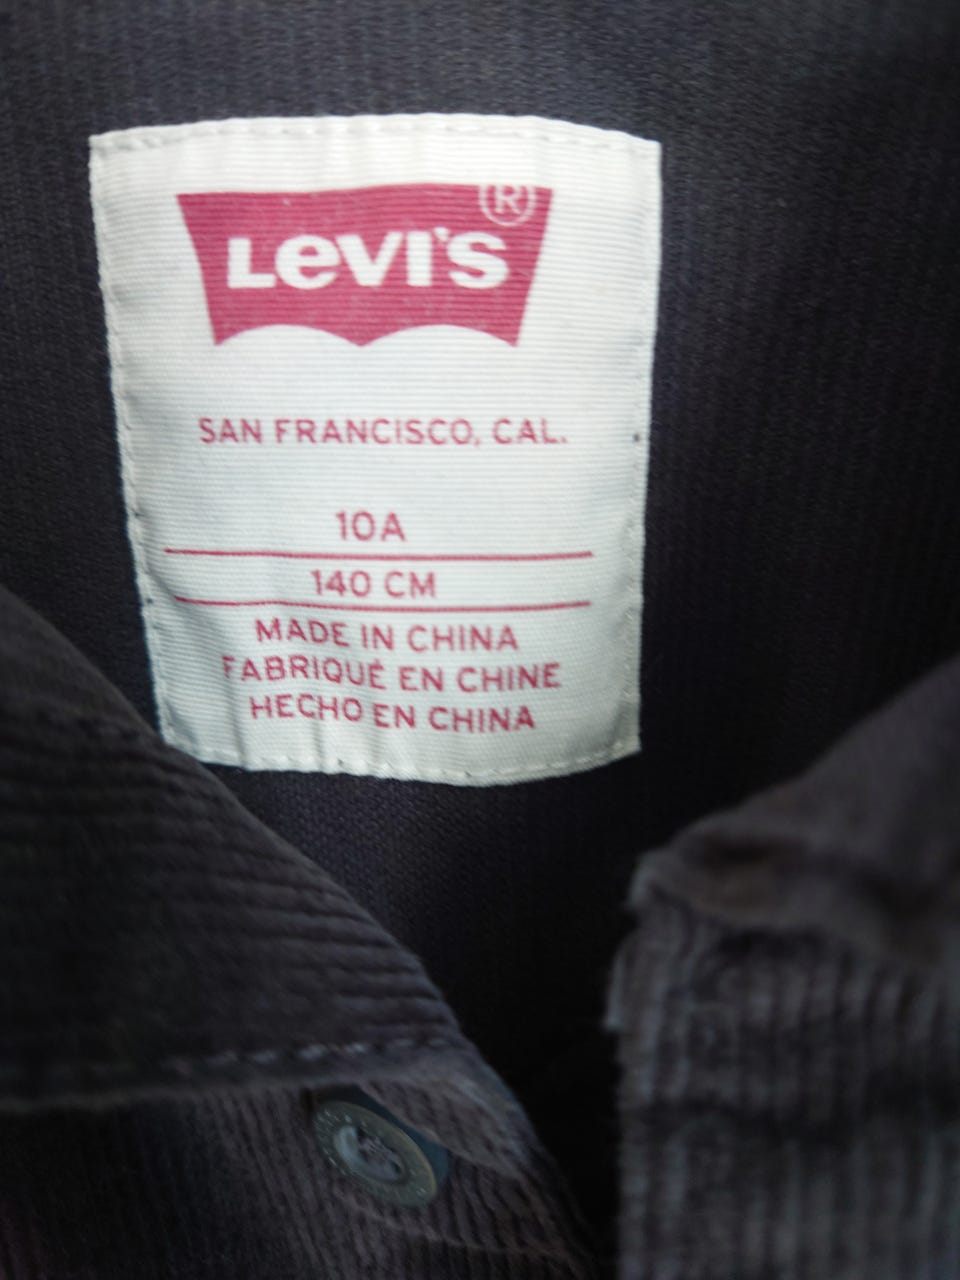 LEVI'S ®
SAN FRANCISCO, CAL.
10A
140 CM
MADE IN CHINA
FABRIQUÉ EN CHINE
HECHO EN CHINA